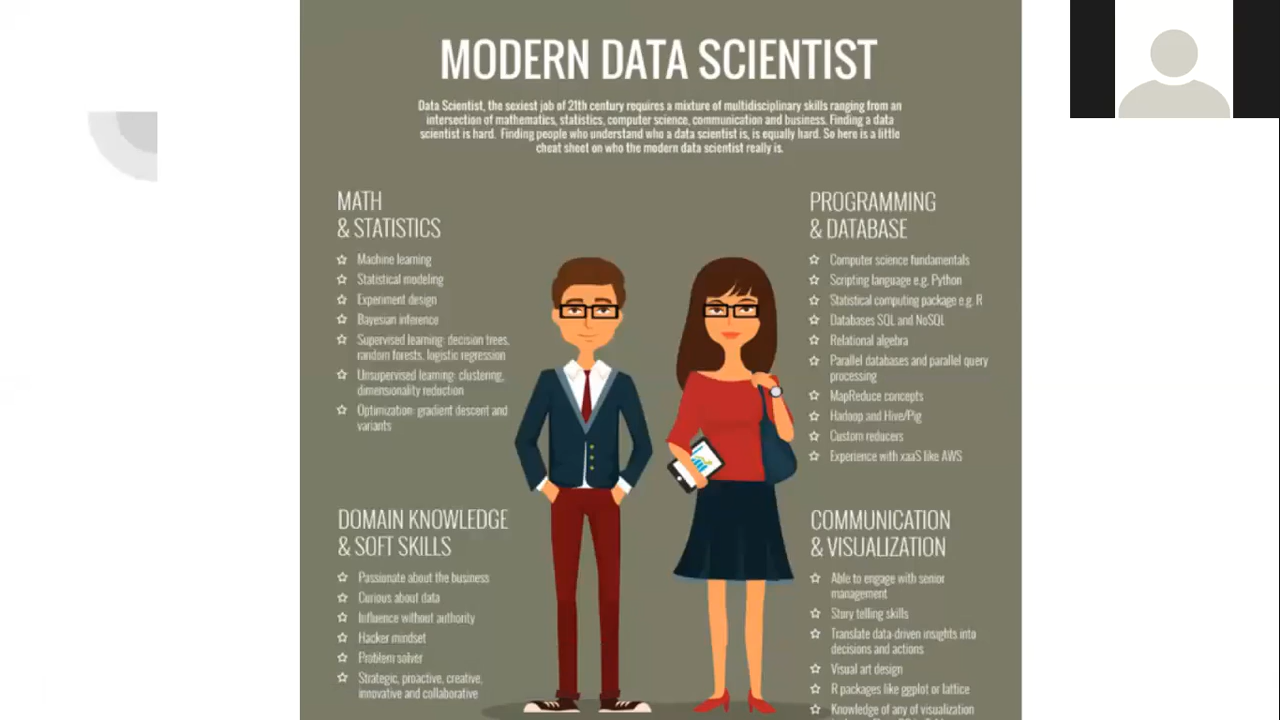 MODERN DATA SCIENTIST
Data Scientist, the sexiest job of 21th century requires a mixture of multidisciplinary skills ranging from an
intersection of mathematics, statistics, computer science, communication and business. Finding a data
scientist is hard. Finding people who understand who a data scientist is, is equally hard. So here is a little
cheat sheet on who the modern data scientist really is.
MATH
& STATISTICS
Machine learning
Statistical modeling
Experiment design
Bayesian inference
Supervised learning: decision trees,
random forests, logistic regression
Unsupervised learning: clustering,
dimensionality reduction
Optimization: gradient descent and
variants
PROGRAMMING
& DATABASE
Computer science fundamentals
Scripting language e.g. Python
Statistical computing package e.g. R
Databases SQL and NoSQL
Relational algebra
Parallel databases and parallel query
processing
MapReduce concepts
Hadoop and Hive/Pig
Custom reducers
Experience with xaaS like AWS
DOMAIN KNOWLEDGE
& SOFT SKILLS
Passionate about the business
Curious about data
Influence without authority
Hacker mindset
Problem solver
Strategic, proactive, creative,
innovative and collaborative
COMMUNICATION
& VISUALIZATION
Able to engage with senior
management
Story telling skills
Translate data-driven insights into
decisions and actions
Visual art design
R packages like ggplot or lattice
Knowledge of any of visualization